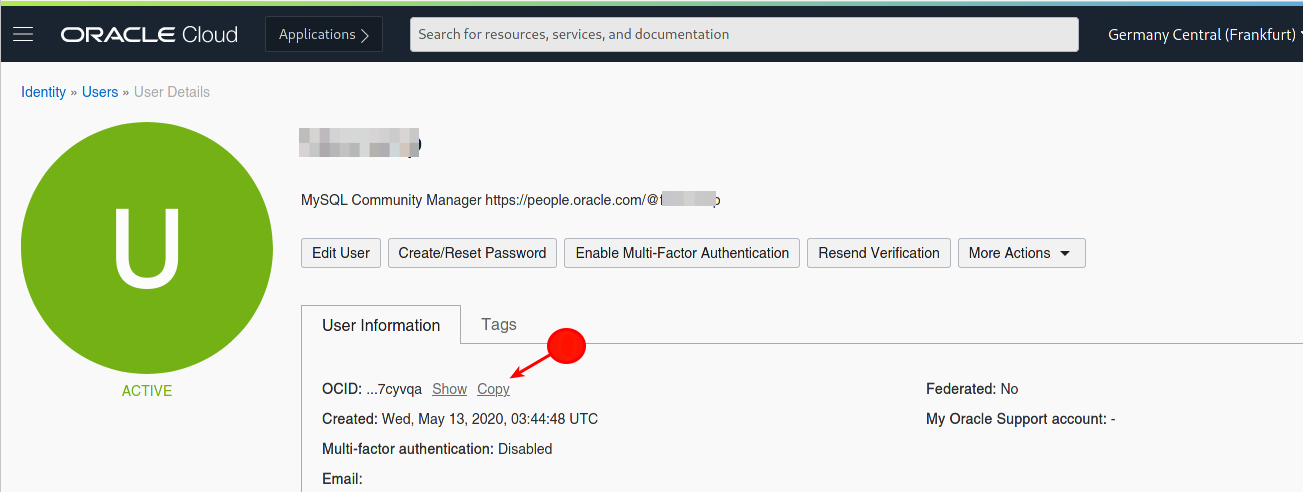 ORACLE Cloud Applications Search for resources, services, and documentation Germany Central (Frankfurt)
Identity » Users » User Details
U
MySQL Community Manager https://people.oracle.com/@
Edit User Create/Reset Password Enable Multi-Factor Authentication Resend Verification More Actions
User Information Tags
ACTIVE
OCID: ...7cyvqa Show Copy Federated: No
Created: Wed, May 13, 2020, 03:44:48 UTC My Oracle Support account: -
Multi-factor authentication: Disabled
Email: